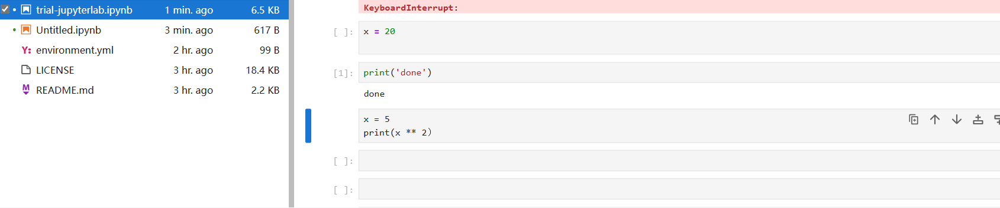 trial-jupyterlab.ipynb 1 min. ago 6.5 KB
Untitled.ipynb 3 min. ago 617 B
environment.yml 2 hr. ago 99 B
LICENSE 3 hr. ago 18.4 KB
README.md 3 hr. ago 2.2 KB
KeyboardInterrupt:
[ ]: x = 20
[1]: print('done')
done
x = 5
print(x ** 2)
[ ]:
[ ]: